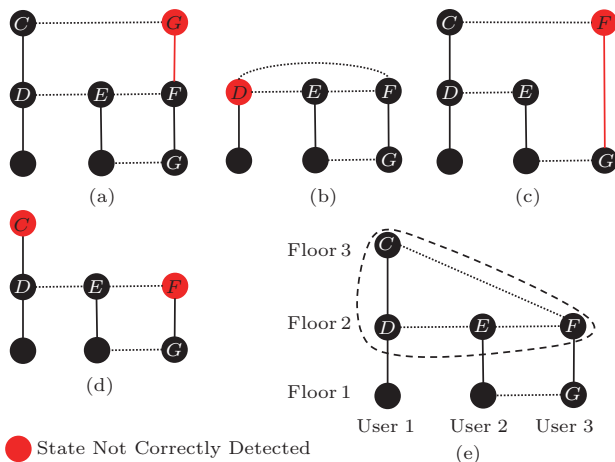 C G
D E F
G
(a)
D E F
G
(b)
C F
D E
G
(c)
C
D E F
G
(d)
Floor 3 C
Floor 2 D E F
Floor 1 G
User 1 User 2 User 3
(e)
State Not Correctly Detected